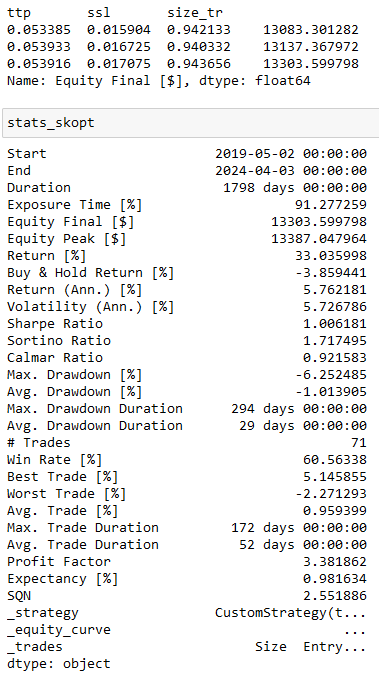 ttp ssl size_tr
0.053385 0.015904 0.942133 13083.301282
0.053933 0.016725 0.940332 13137.367972
0.053916 0.017075 0.943656 13303.599798
Name: Equity Final [$], dtype: float64
stats_skopt
Start 2019-05-02 00:00:00
End 2024-04-03 00:00:00
Duration 1798 days 00:00:00
Exposure Time [%] 91.277259
Equity Final [$] 13303.599798
Equity Peak [$] 13387.047964
Return [%] 33.035998
Buy & Hold Return [%] -3.859441
Return (Ann.) [%] 5.762181
Volatility (Ann.) [%] 5.726786
Sharpe Ratio 1.006181
Sortino Ratio 1.717495
Calmar Ratio 0.921583
Max. Drawdown [%] -6.252485
Avg. Drawdown [%] -1.013905
Max. Drawdown Duration 294 days 00:00:00
Avg. Drawdown Duration 29 days 00:00:00
# Trades 71
Win Rate [%] 60.56338
Best Trade [%] 5.145855
Worst Trade [%] -2.271293
Avg. Trade [%] 0.959399
Max. Trade Duration 172 days 00:00:00
Avg. Trade Duration 52 days 00:00:00
Profit Factor 3.381862
Expectancy [%] 0.981634
SQN 2.551886
_strategy CustomStrategy(t...
_equity_curve ...
_trades Size Entry...
dtype: object